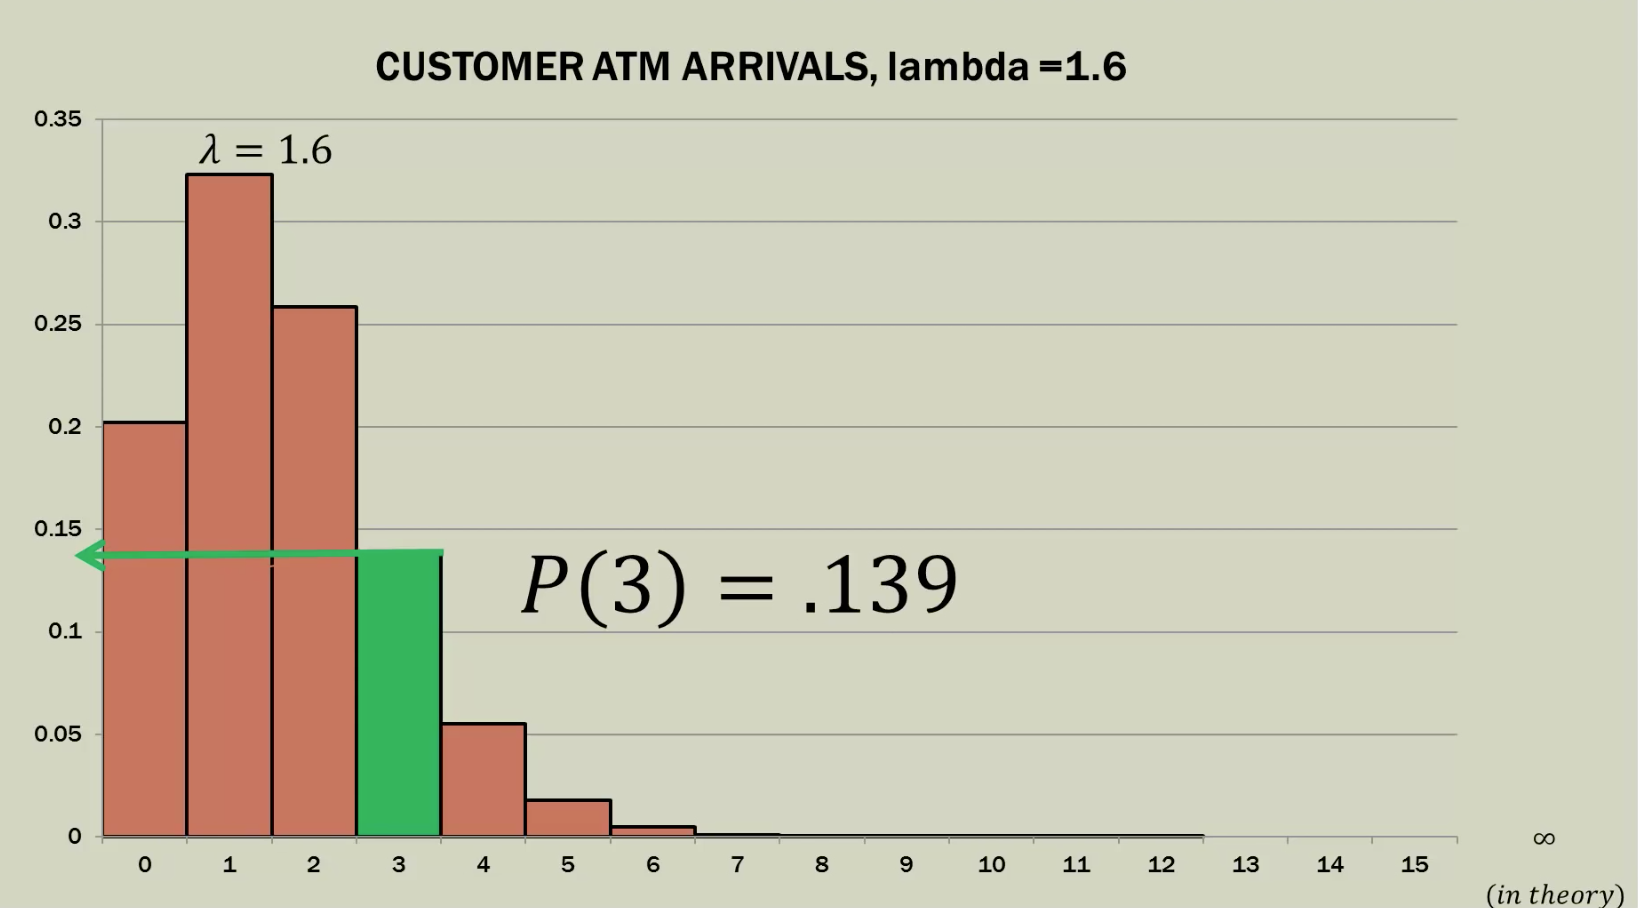 CUSTOMER ATM ARRIVALS, lambda =1.6
0.35
λ = 1.6
0.3
0.25
0.2
0.15
P(3) = .139
0.1
0.05
0
0 1 2 3 4 5 6 7 8 9 10 11 12 13 14 15
∞
(in theory)